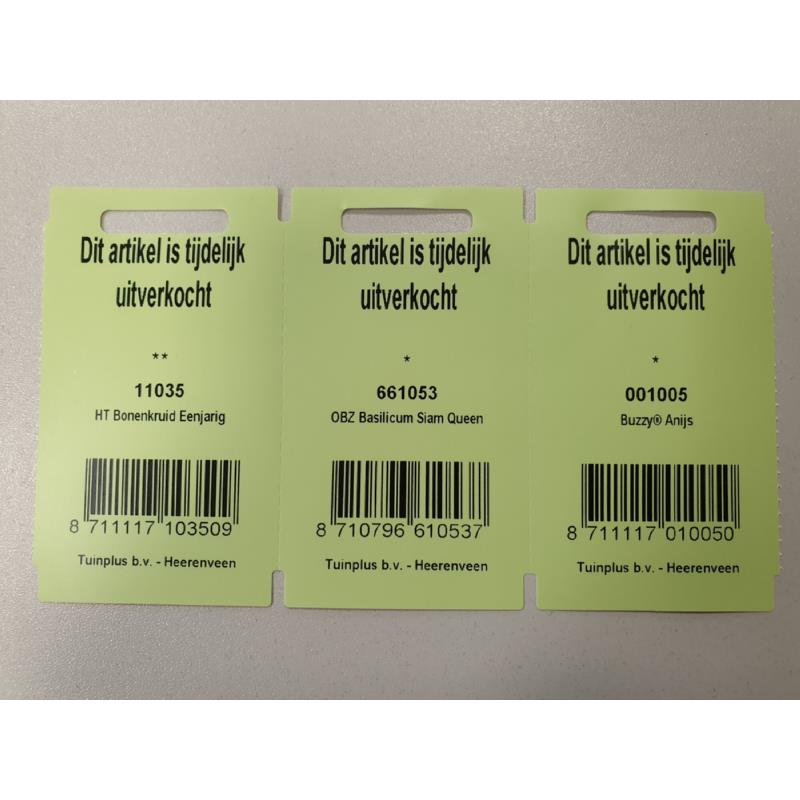 Dit artikel is tijdelijk
uitverkocht
**
11035
HT Bonenkruid Eenjarig
8 711117 103509
Tuinplus b.v. - Heerenveen
Dit artikel is tijdelijk
uitverkocht
*
661053
OBZ Basilicum Siam Queen
8 710796 610537
Tuinplus b.v. - Heerenveen
Dit artikel is tijdelijk
uitverkocht
*
001005
Buzzy® Anijs
8 711117 010050
Tuinplus b.v. - Heerenveen